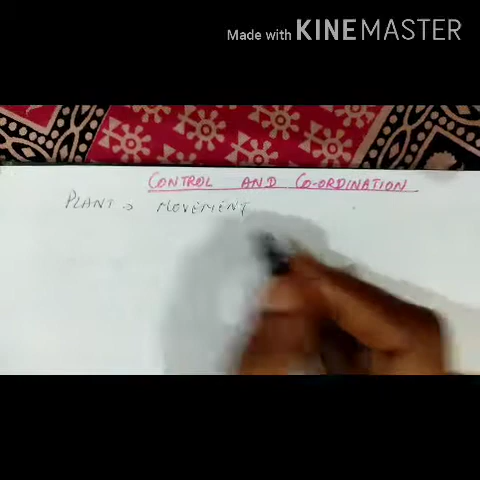 Made with KINEMASTER
CONTROL AND CO-ORDINATION
PLANT → MOVEMENT